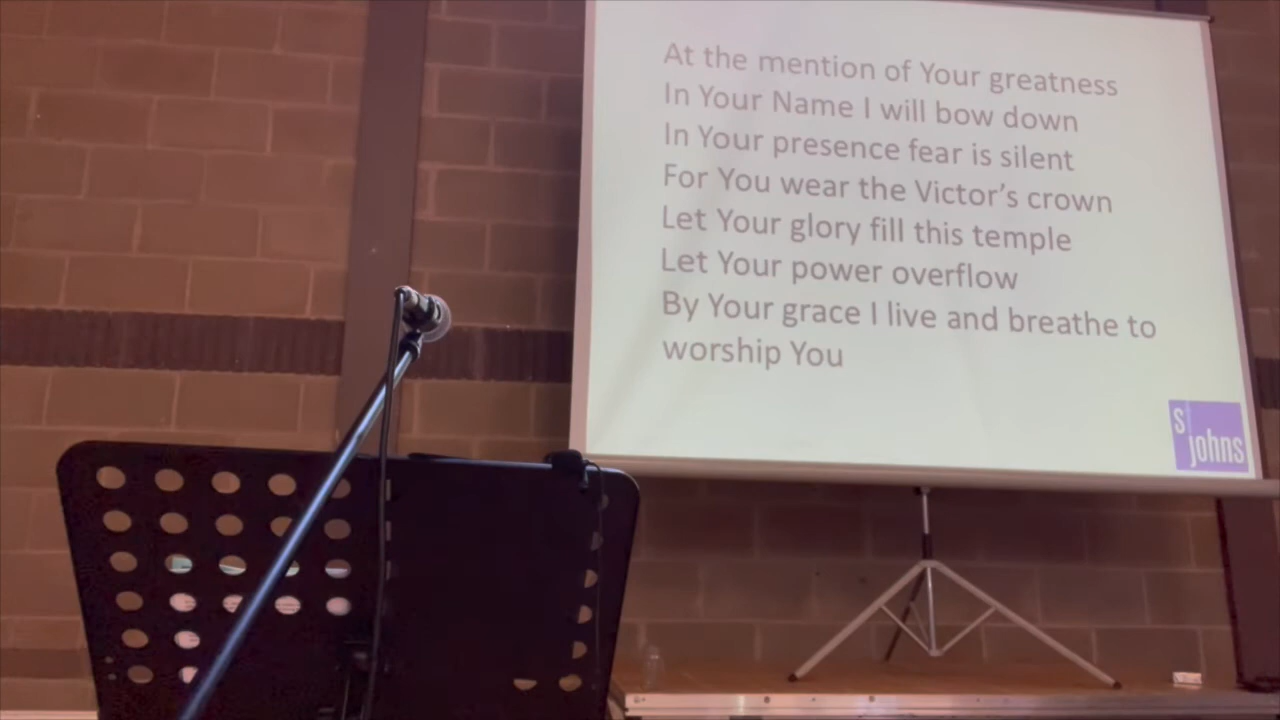 At the mention of Your greatness
In Your Name I will bow down
In Your presence fear is silent
For You wear the Victor's crown
Let Your glory fill this temple
Let Your power overflow
By Your grace I live and breathe to
worship You
St
johns